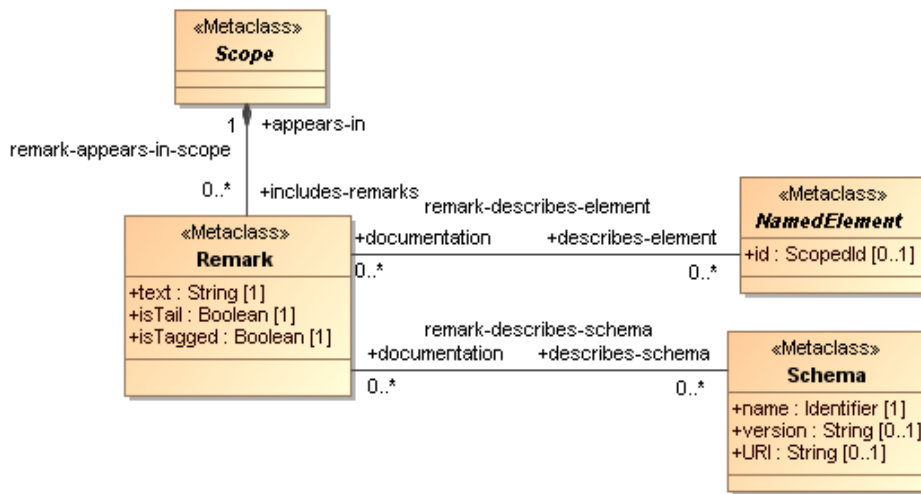 «Metaclass»
Scope
1
+appears-in
remark-appears-in-scope
0..*
+includes-remarks
«Metaclass»
Remark
+text : String [1]
+isTail : Boolean [1]
+isTagged : Boolean [1]
remark-describes-element
+documentation
+describes-element
0..*
0..*
«Metaclass»
NamedElement
+id : ScopedId [0..1]
remark-describes-schema
+documentation
+describes-schema
0..*
0..*
«Metaclass»
Schema
+name : Identifier [1]
+version : String [0..1]
+URI : String [0..1]